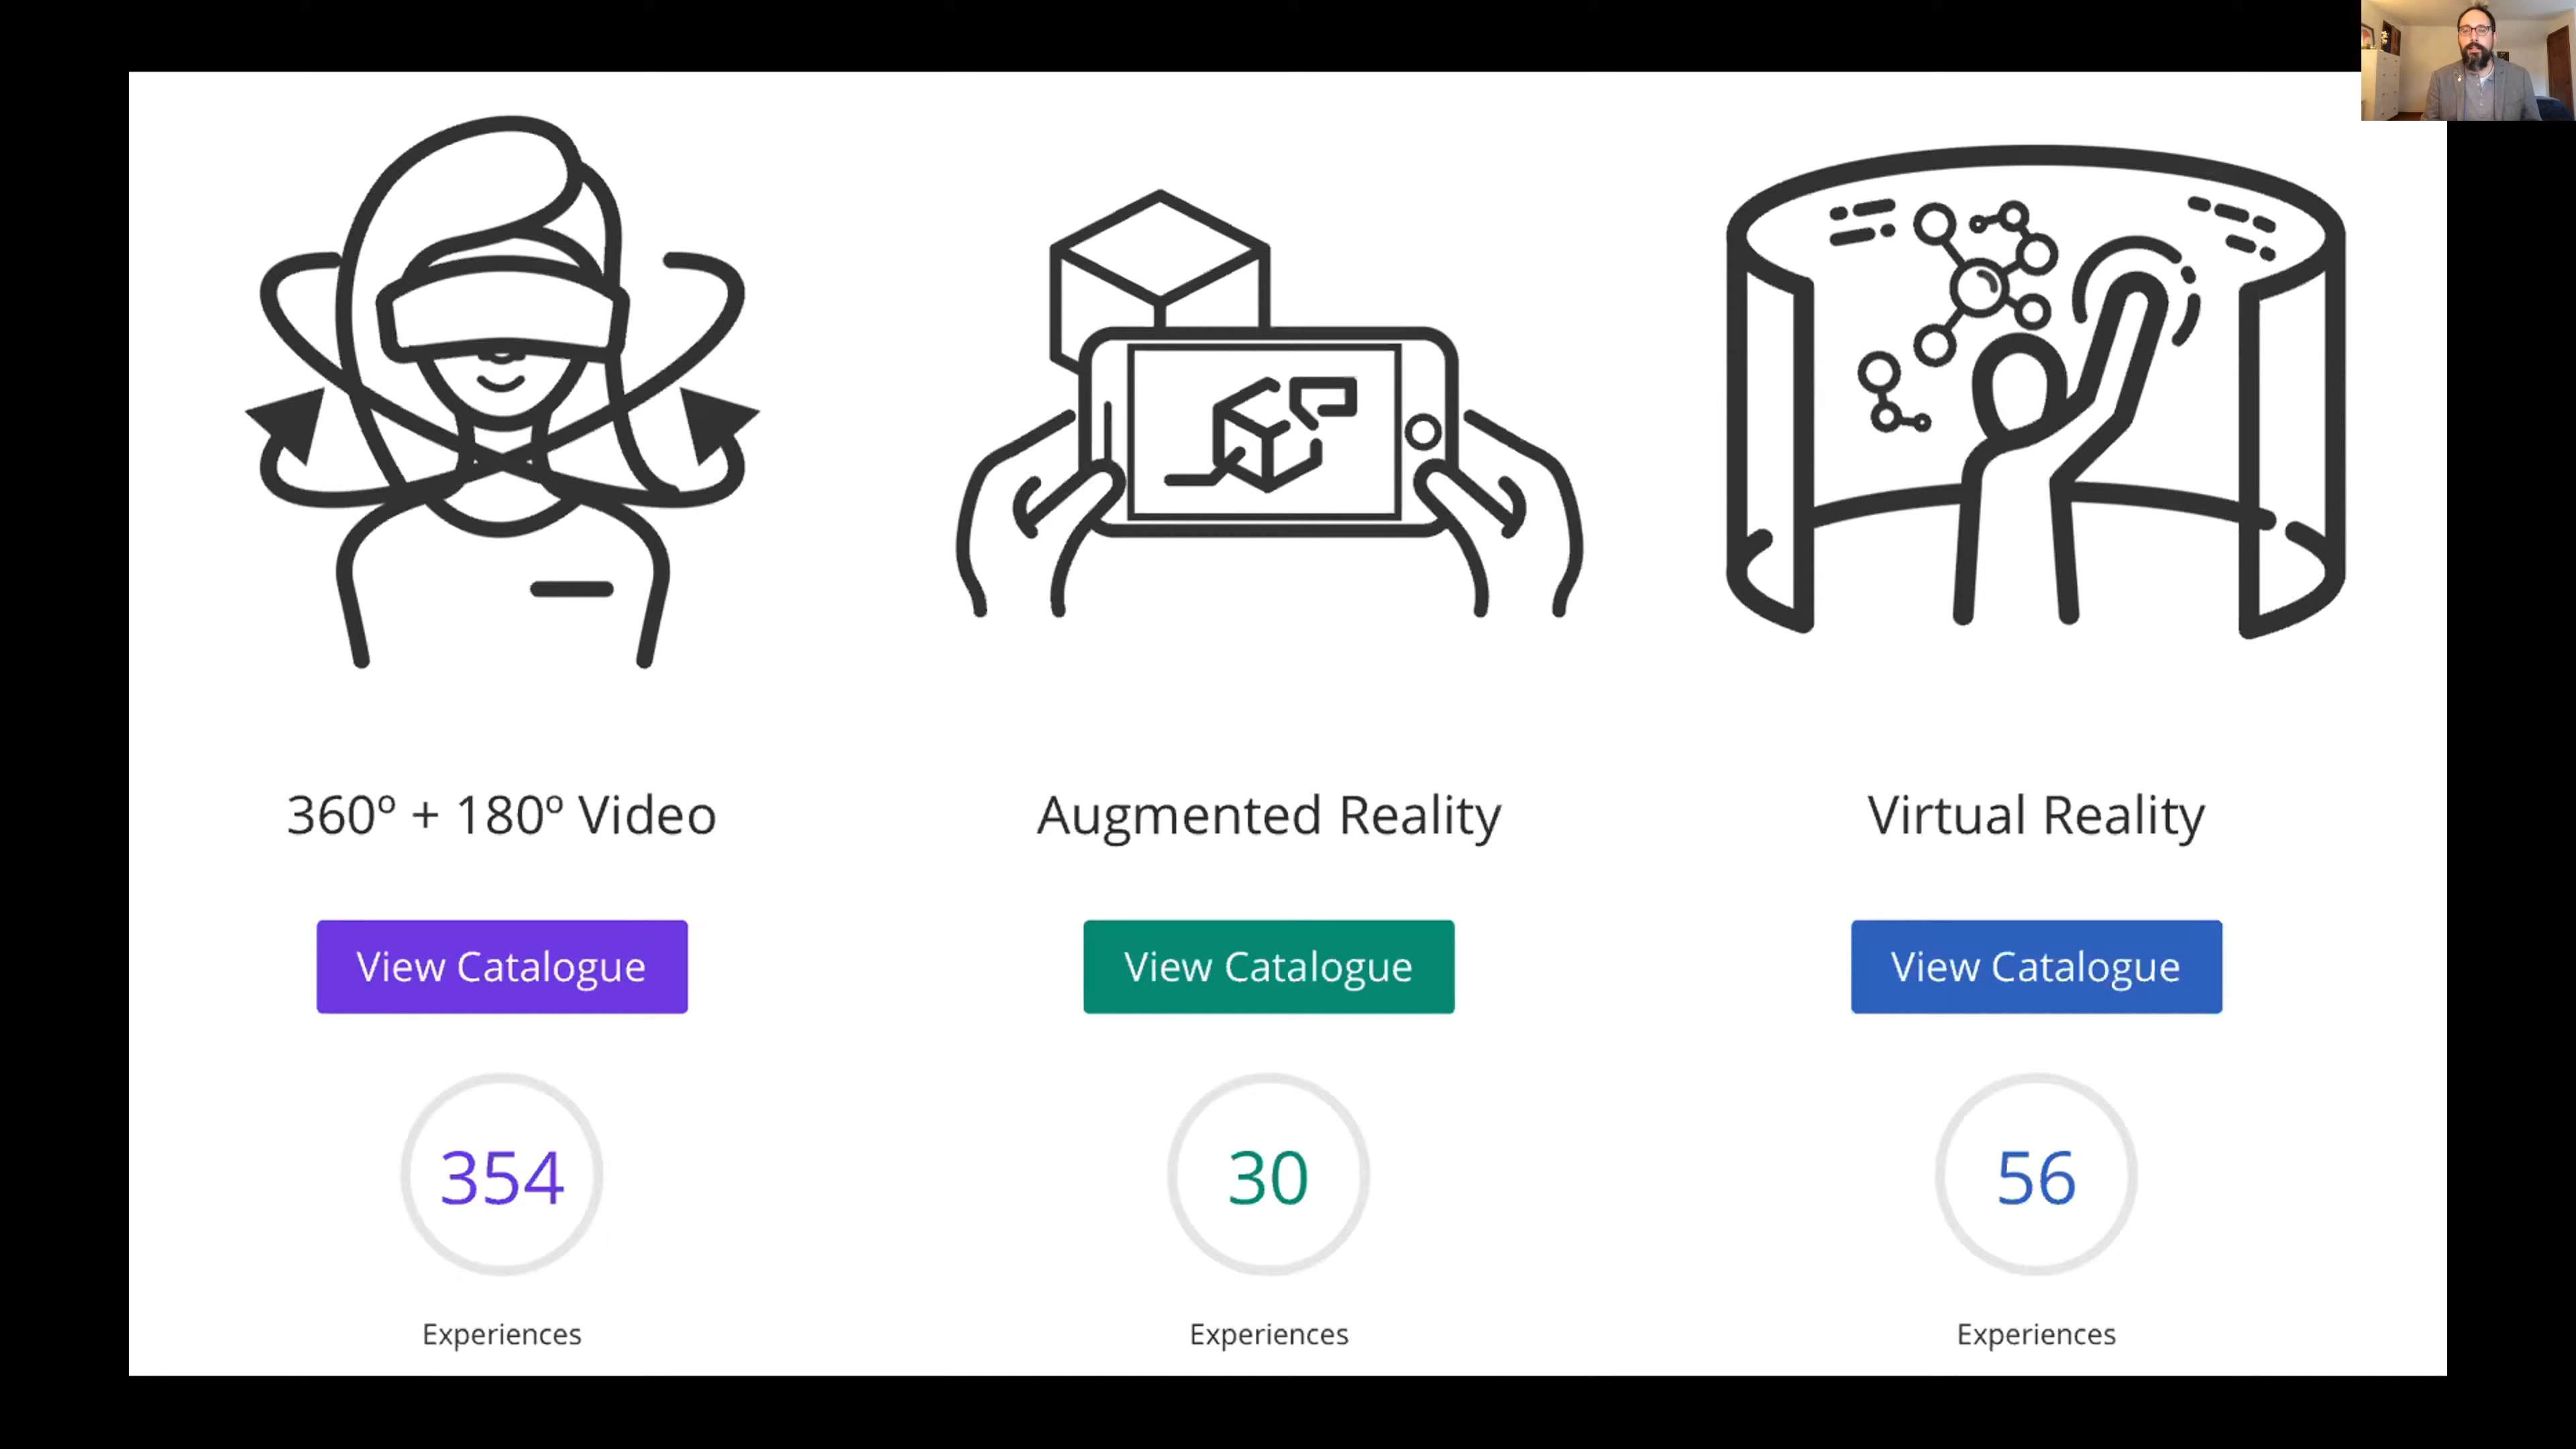 360º + 180º Video
View Catalogue
354
Experiences
Augmented Reality
View Catalogue
30
Experiences
Virtual Reality
View Catalogue
56
Experiences